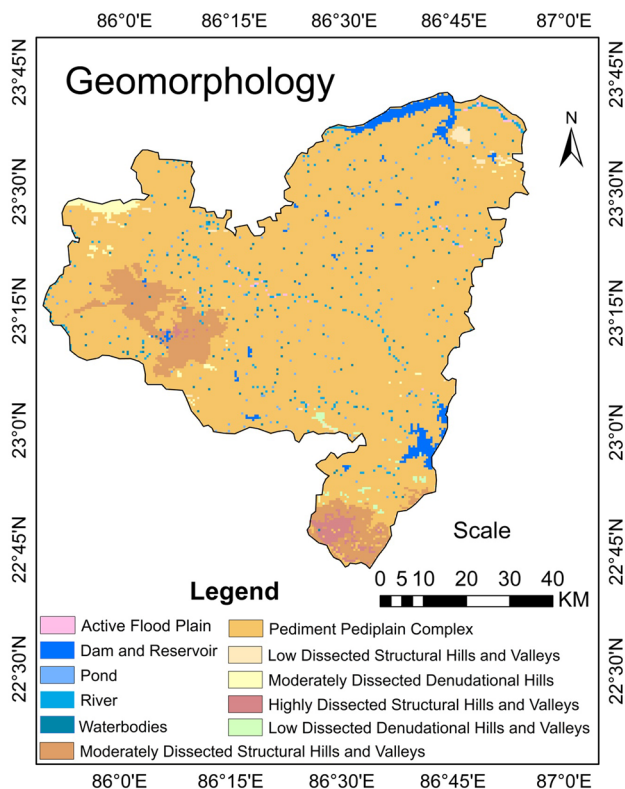 86°0'E 86°15'E 86°30'E 86°45'E 87°0'E
Geomorphology
N
23°45'N
23°30'N
23°15'N
23°0'N
22°45'N
22°30'N
23°45'N
23°30'N
23°15'N
23°0'N
22°45'N
22°30'N
Scale
0 5 10 20 30 40
KM
Legend
Active Flood Plain
Dam and Reservoir
Pond
River
Waterbodies
Moderately Dissected Structural Hills and Valleys
Pediment Pediplain Complex
Low Dissected Structural Hills and Valleys
Moderately Dissected Denudational Hills
Highly Dissected Structural Hills and Valleys
Low Dissected Denudational Hills and Valleys
86°0'E 86°15'E 86°30'E 86°45'E 87°0'E